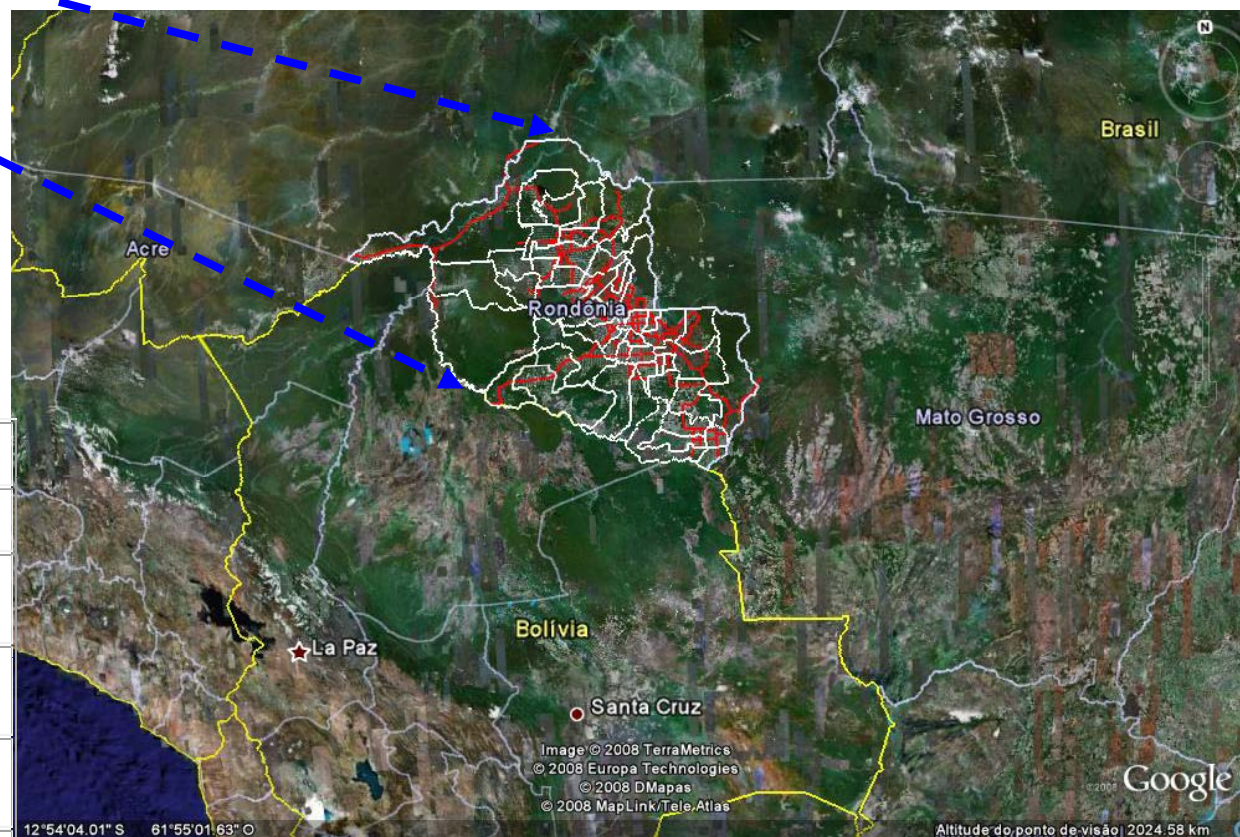 N
Brasil
Acre
Rondônia
Mato Grosso
Bolívia
La Paz
Santa Cruz
Image © 2008 TerraMetrics
© 2008 Europa Technologies
© 2008 DMapas
© 2008 MapLink/Tele Atlas
©2008 Google
12°54'04.01" S 61°55'01.63" O
Altitude do ponto de visão 2024.58 km